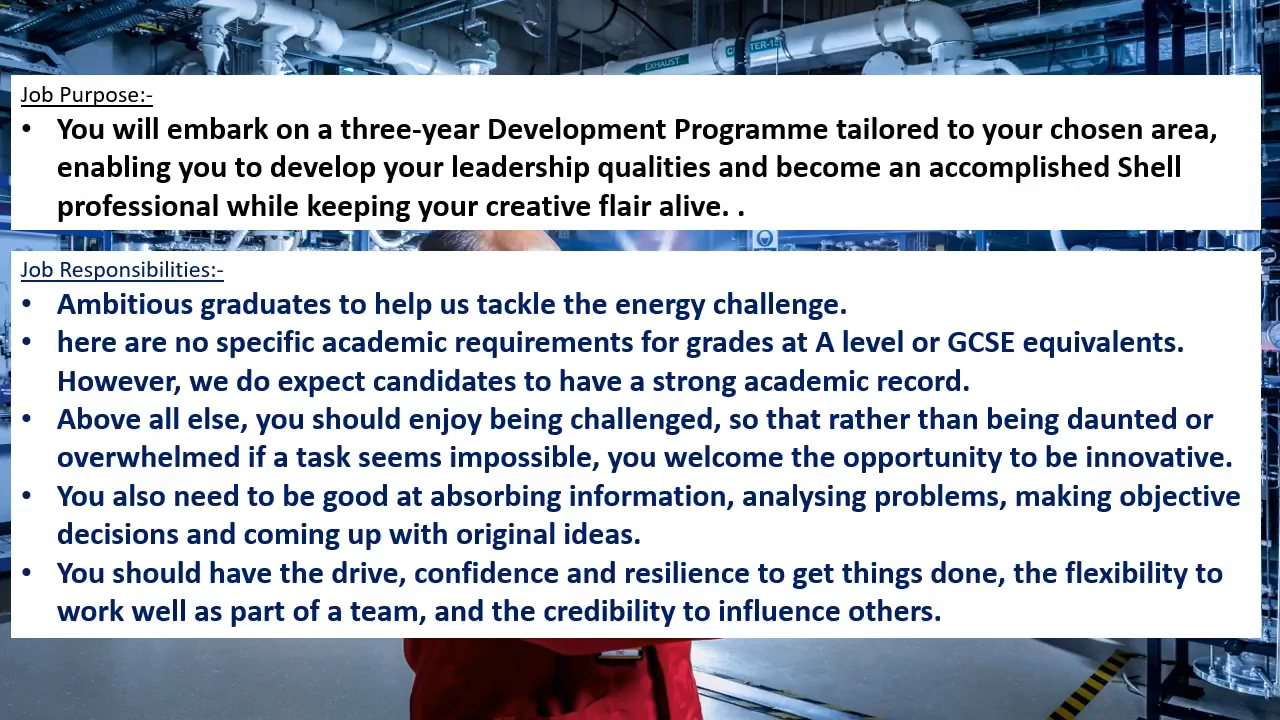 EXHAUST
Job Purpose:-
• You will embark on a three-year Development Programme tailored to your chosen area,
enabling you to develop your leadership qualities and become an accomplished Shell
professional while keeping your creative flair alive. .
Job Responsibilities:-
• Ambitious graduates to help us tackle the energy challenge.
• here are no specific academic requirements for grades at A level or GCSE equivalents.
However, we do expect candidates to have a strong academic record.
• Above all else, you should enjoy being challenged, so that rather than being daunted or
overwhelmed if a task seems impossible, you welcome the opportunity to be innovative.
• You also need to be good at absorbing information, analysing problems, making objective
decisions and coming up with original ideas.
• You should have the drive, confidence and resilience to get things done, the flexibility to
work well as part of a team, and the credibility to influence others.